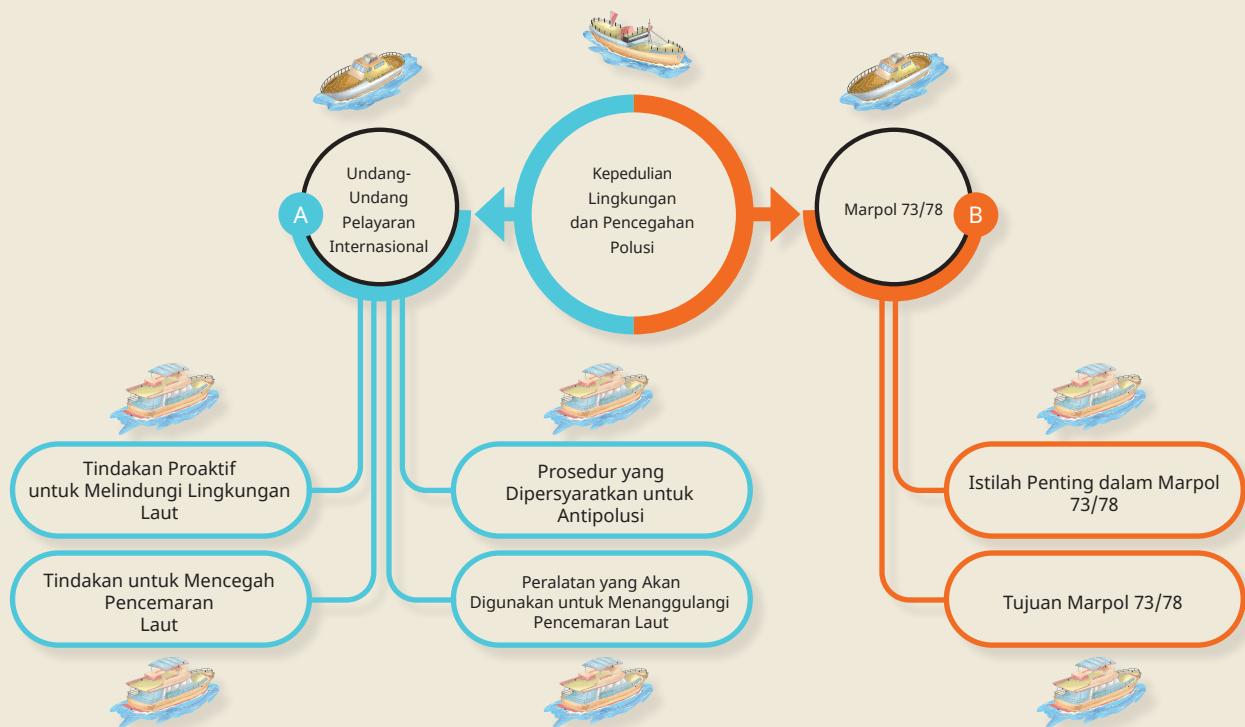 Kepedulian
Lingkungan
dan Pencegahan
Polusi
A
Undang-
Undang
Pelayaran
Internasional
Tindakan Proaktif
untuk Melindungi Lingkungan
Laut
Tindakan untuk Mencegah
Pencemaran
Laut
Prosedur yang
Dipersyaratkan untuk
Antipolusi
Peralatan yang Akan
Digunakan untuk Menanggulangi
Pencemaran Laut
Marpol 73/78
B
Istilah Penting dalam Marpol
73/78
Tujuan Marpol 73/78